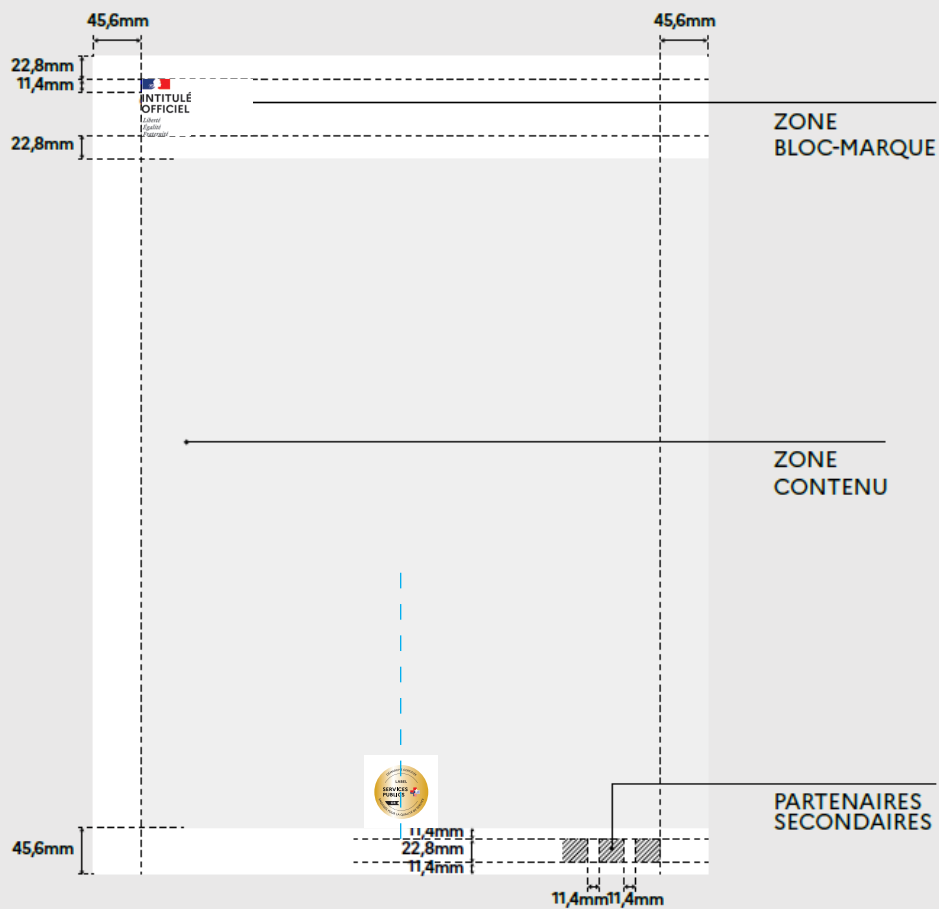 45,6mm
45,6mm
22,8mm
11,4mm
INTITULÉ
OFFICIEL
Liberté
Égalité
Fraternité
22,8mm
ZONE
BLOC-MARQUE
ZONE
CONTENU
LABEL
SERVICES
PUBLICS
PARTENAIRES
SECONDAIRES
45,6mm
11,4mm
22,8mm
11,4mm
11,4mm
11,4mm